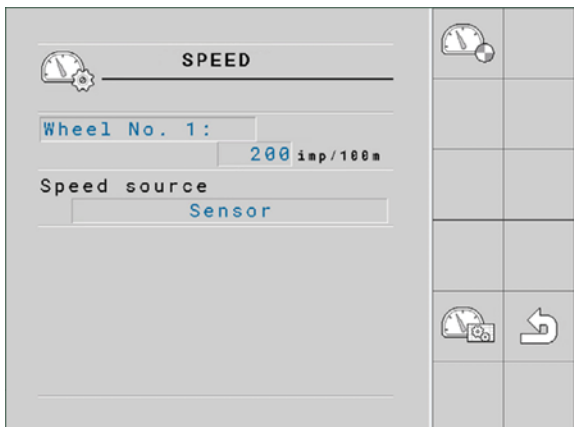 SPEED
Wheel No. 1:
200 imp/100m
Speed source
Sensor